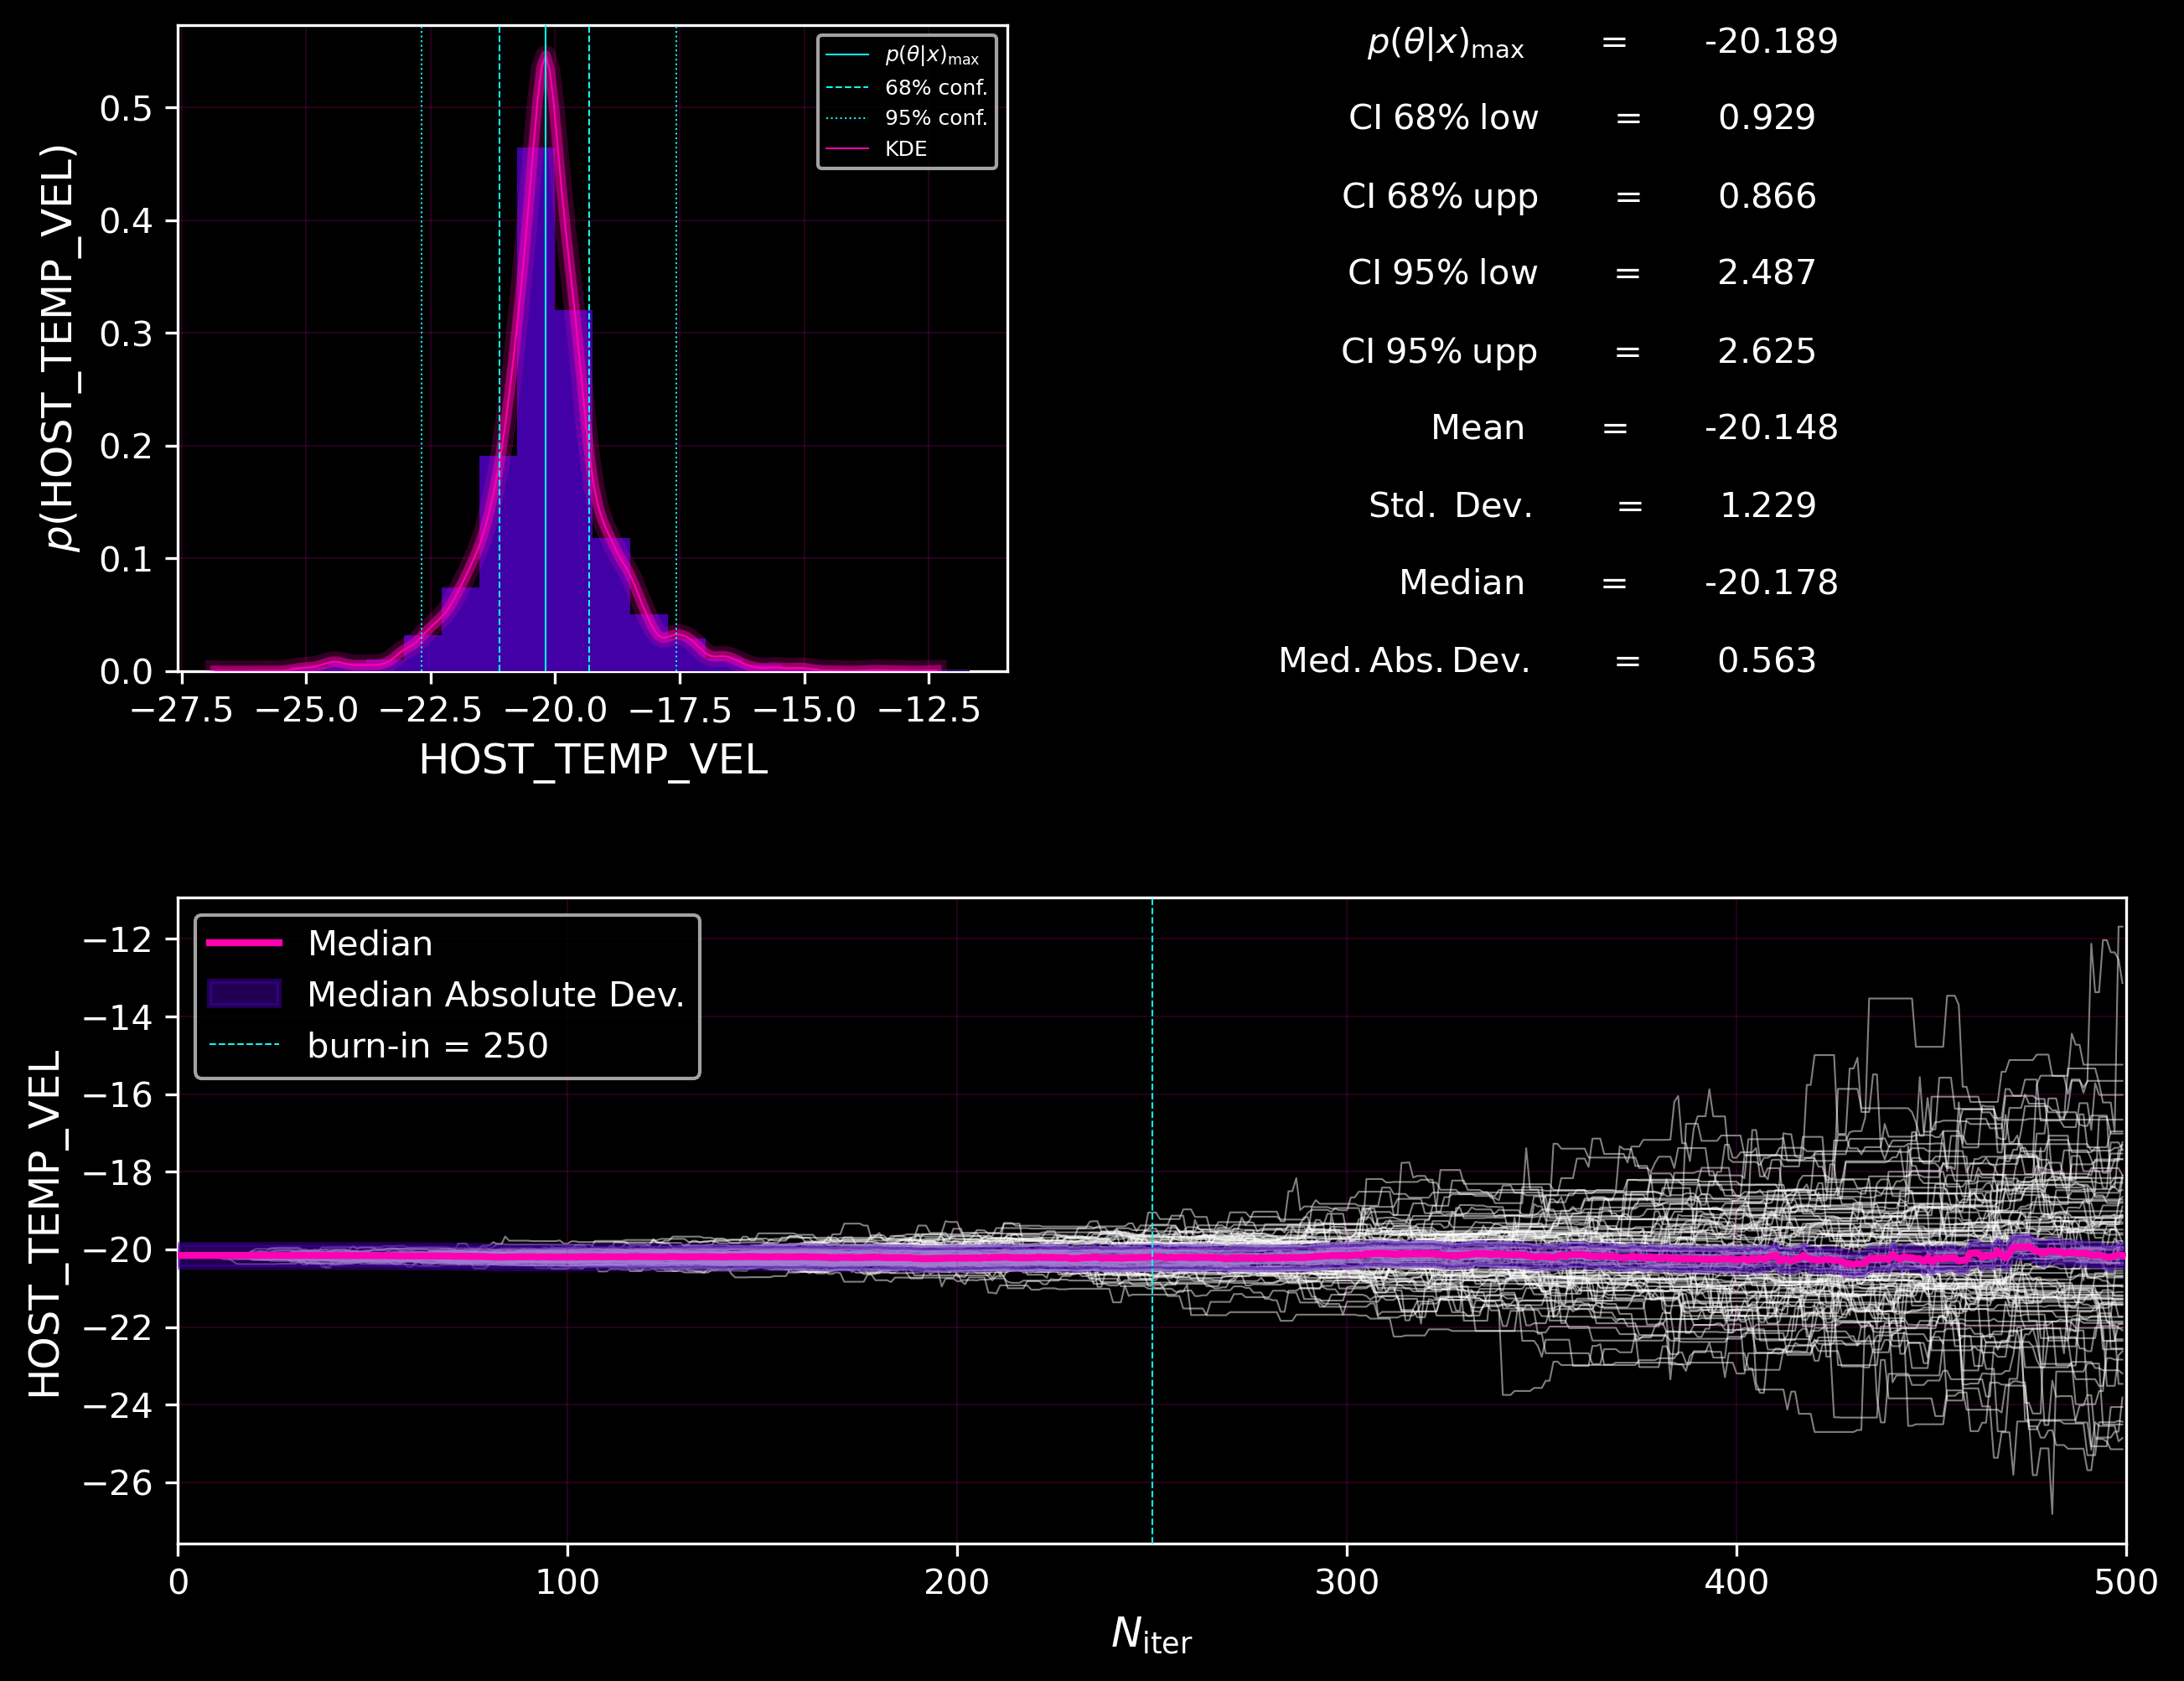 p(θ|x)max
68% conf.
95% conf.
KDE
0.5
0.4
0.3
0.2
0.1
0.0
p(HOST_TEMP_VEL)
−27.5 −25.0 −22.5 −20.0 −17.5 −15.0 −12.5
HOST_TEMP_VEL
p(θ|x)max = -20.189
CI 68% low = 0.929
CI 68% upp = 0.866
CI 95% low = 2.487
CI 95% upp = 2.625
Mean = -20.148
Std. Dev. = 1.229
Median = -20.178
Med. Abs. Dev. = 0.563
Median
Median Absolute Dev.
burn-in = 250
−12
−14
−16
−18
−20
−22
−24
−26
HOST_TEMP_VEL
0 100 200 300 400 500
Niter